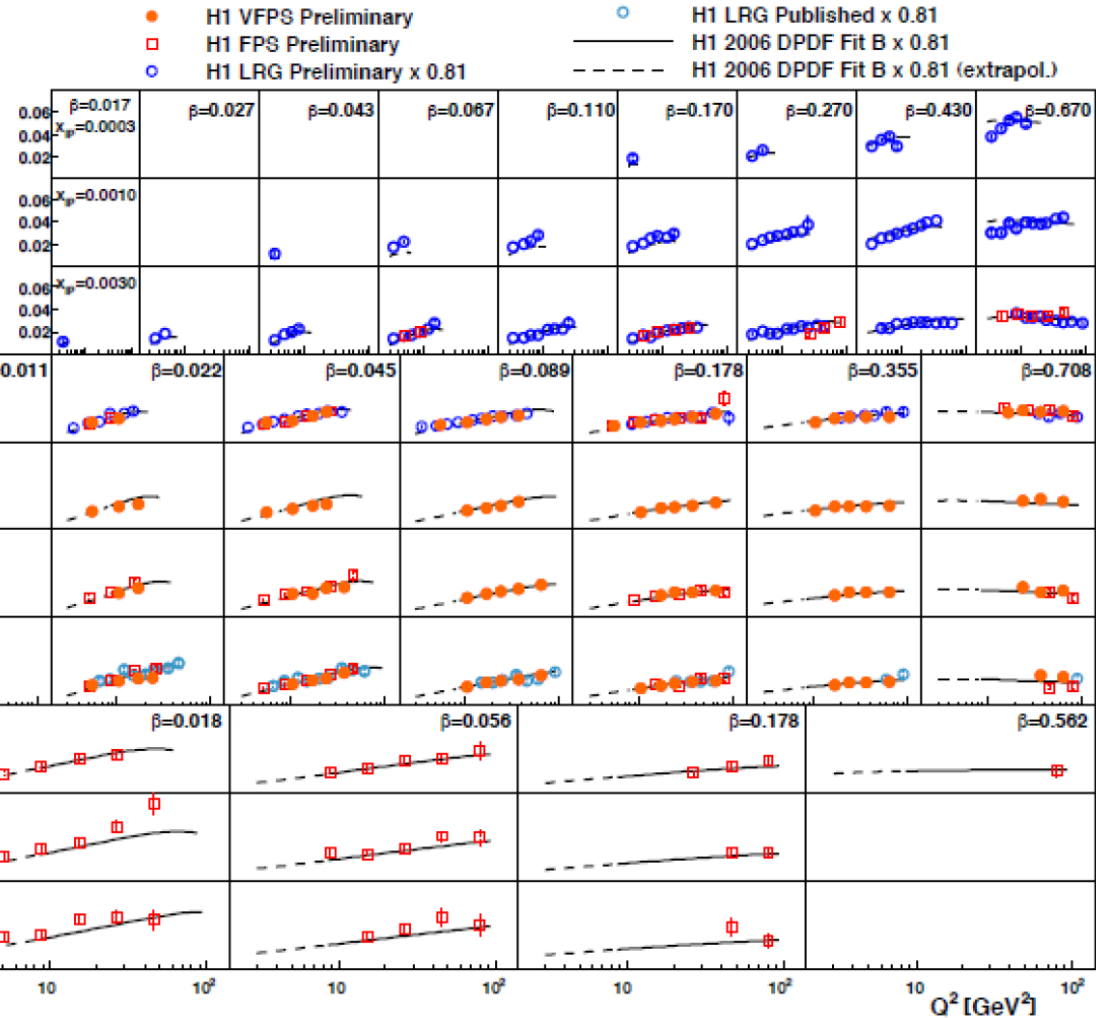 H1 VFPS Preliminary
H1 FPS Preliminary
H1 LRG Preliminary x 0.81
H1 LRG Published x 0.81
H1 2006 DPDF Fit B x 0.81
H1 2006 DPDF Fit B x 0.81 (extrapol.)
β=0.017 β=0.027 β=0.043 β=0.067 β=0.110 β=0.170 β=0.270 β=0.430 β=0.670
0.06
x_IP=0.0003
0.04
0.02
x_IP=0.0010
0.06
0.04
0.02
x_IP=0.0030
0.06
0.04
0.02
0.011 β=0.022 β=0.045 β=0.089 β=0.178 β=0.355 β=0.708
β=0.018 β=0.056 β=0.178 β=0.562
10 10² 10 10² 10 10² 10 10²
Q² [GeV²]